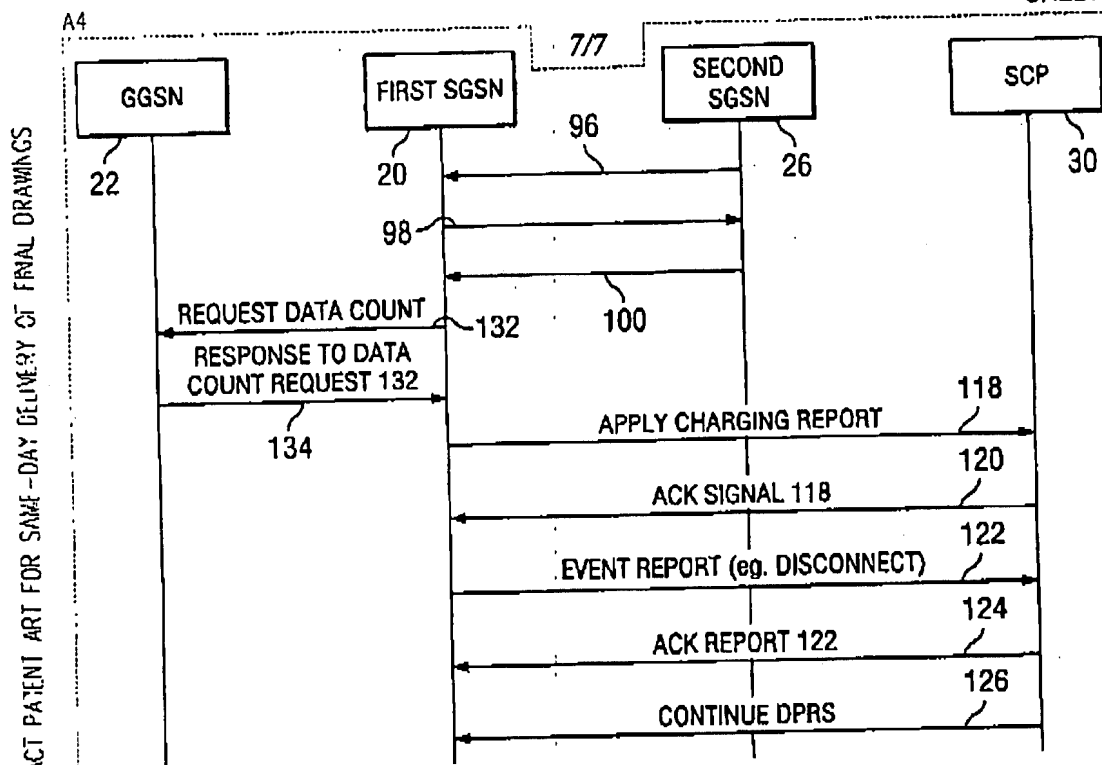 A4
7/7
GGSN
FIRST SGSN
SECOND
SGSN
SCP
22
20
26
30
96
98
100
REQUEST DATA COUNT
132
RESPONSE TO DATA
COUNT REQUEST 132
134
APPLY CHARGING REPORT
118
ACK SIGNAL 118
120
EVENT REPORT (eg. DISCONNECT)
122
ACK REPORT 122
124
CONTINUE DPRS
126
PATENT ART FOR SAME-DAY DELIVERY OF FINAL DRAWINGS